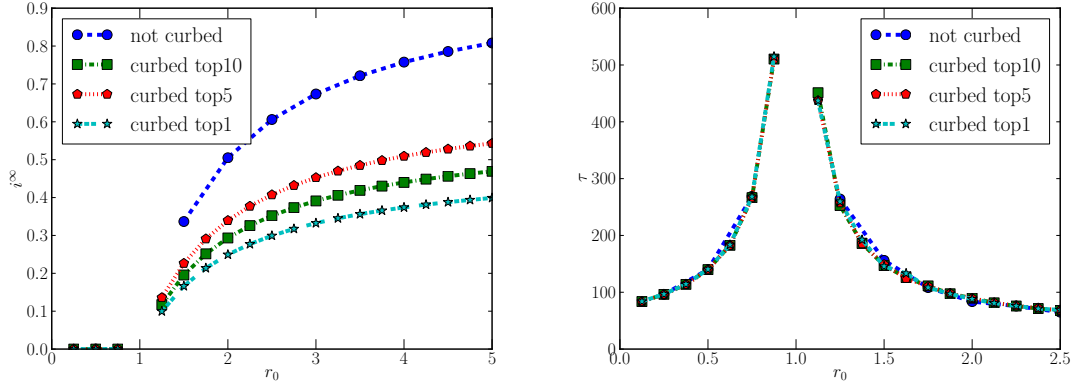 0.9
0.8
0.7
0.6
0.5
0.4
0.3
0.2
0.1
0.0
i∞
0 1 2 3 4 5
r0
not curbed
curbed top10
curbed top5
curbed top1
600
500
400
300
200
100
0
τ
0.0 0.5 1.0 1.5 2.0 2.5
r0
not curbed
curbed top10
curbed top5
curbed top1